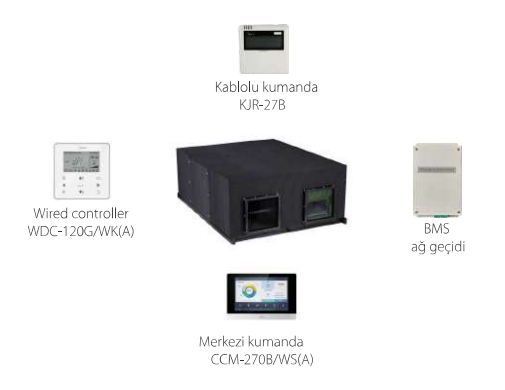 Kablolu kumanda
KJR-27B
Wired controller
WDC-120G/WK(A)
BMS
ağ geçidi
Merkezi kumanda
CCM-270B/WS(A)